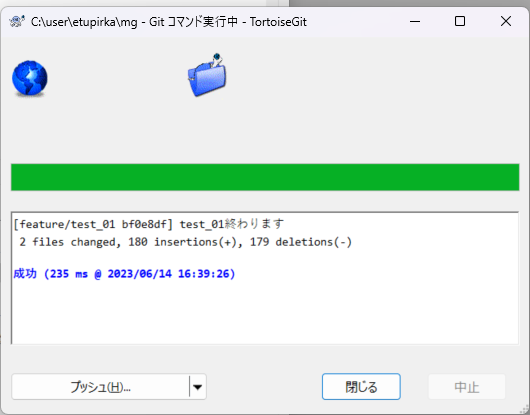 C:\user\etupirka\mg - Git コマンド実行中 - TortoiseGit
[feature/test_01 bf0e8df] test_01終わります
2 files changed, 180 insertions(+), 179 deletions(-)
成功 (235 ms @ 2023/06/14 16:39:26)
プッシュ(H)...
閉じる
中止